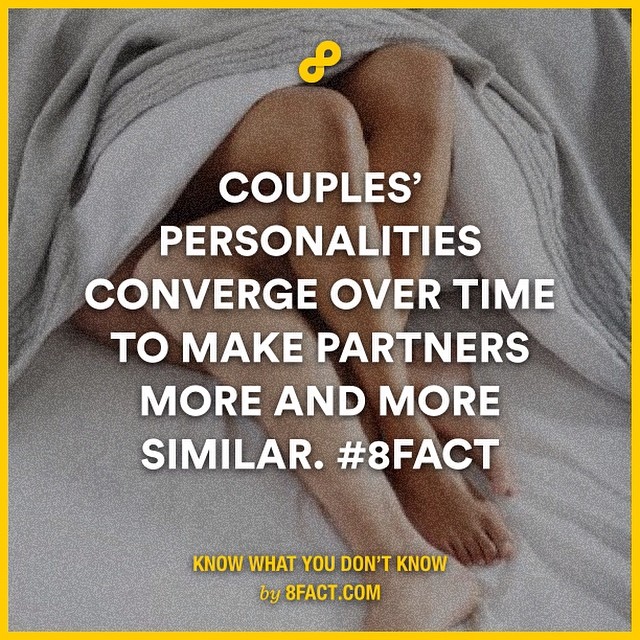 COUPLES’
PERSONALITIES
CONVERGE OVER TIME
TO MAKE PARTNERS
MORE AND MORE
SIMILAR. #8FACT
KNOW WHAT YOU DON’T KNOW
by 8FACT.COM